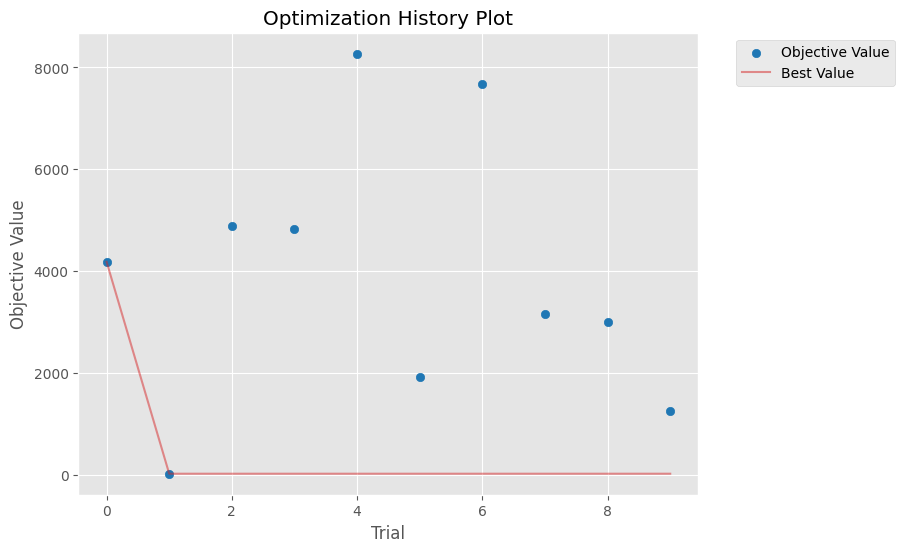 Optimization History Plot
Objective Value
Best Value
8000
6000
4000
2000
0
Objective Value
0 2 4 6 8
Trial